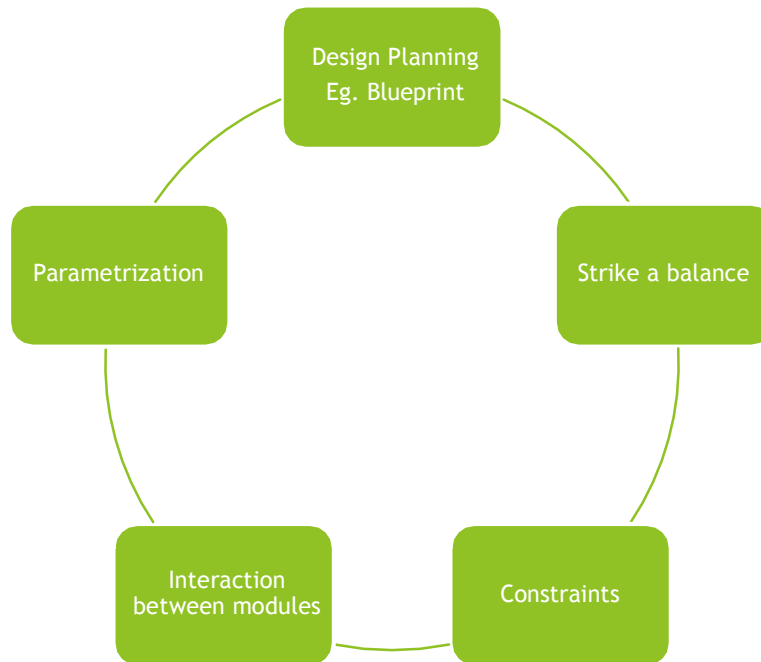 Design Planning
Eg. Blueprint
Parametrization
Strike a balance
Interaction
between modules
Constraints